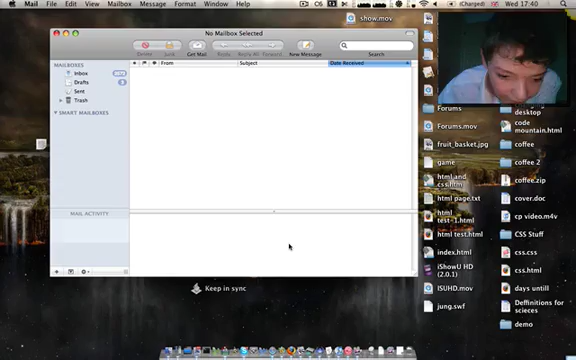 Mail File Edit View Mailbox Message Format Window Help
(Charged) Wed 17:40
show.mov
No Mailbox Selected
Delete Junk Get Mail Reply Reply All Forward New Message Search
MAILBOXES
From Subject Date Received
Inbox
Drafts
Sent
Trash
SMART MAILBOXES
MAIL ACTIVITY
Keep in sync
Forums
Forums.mov
fruit_basket.jpg
game
html and
css.htm
html page.txt
html
test-1.html
html test.html
index.html
iShowU HD
(2.0.1)
ISUHD.mov
jung.swf
desktop
code
mountain.html
coffee
coffee 2
coffee.zip
cover.doc
cp video.m4v
CSS Stuff
css.css
css.html
days untill
Deffinitions for
scieces
demo